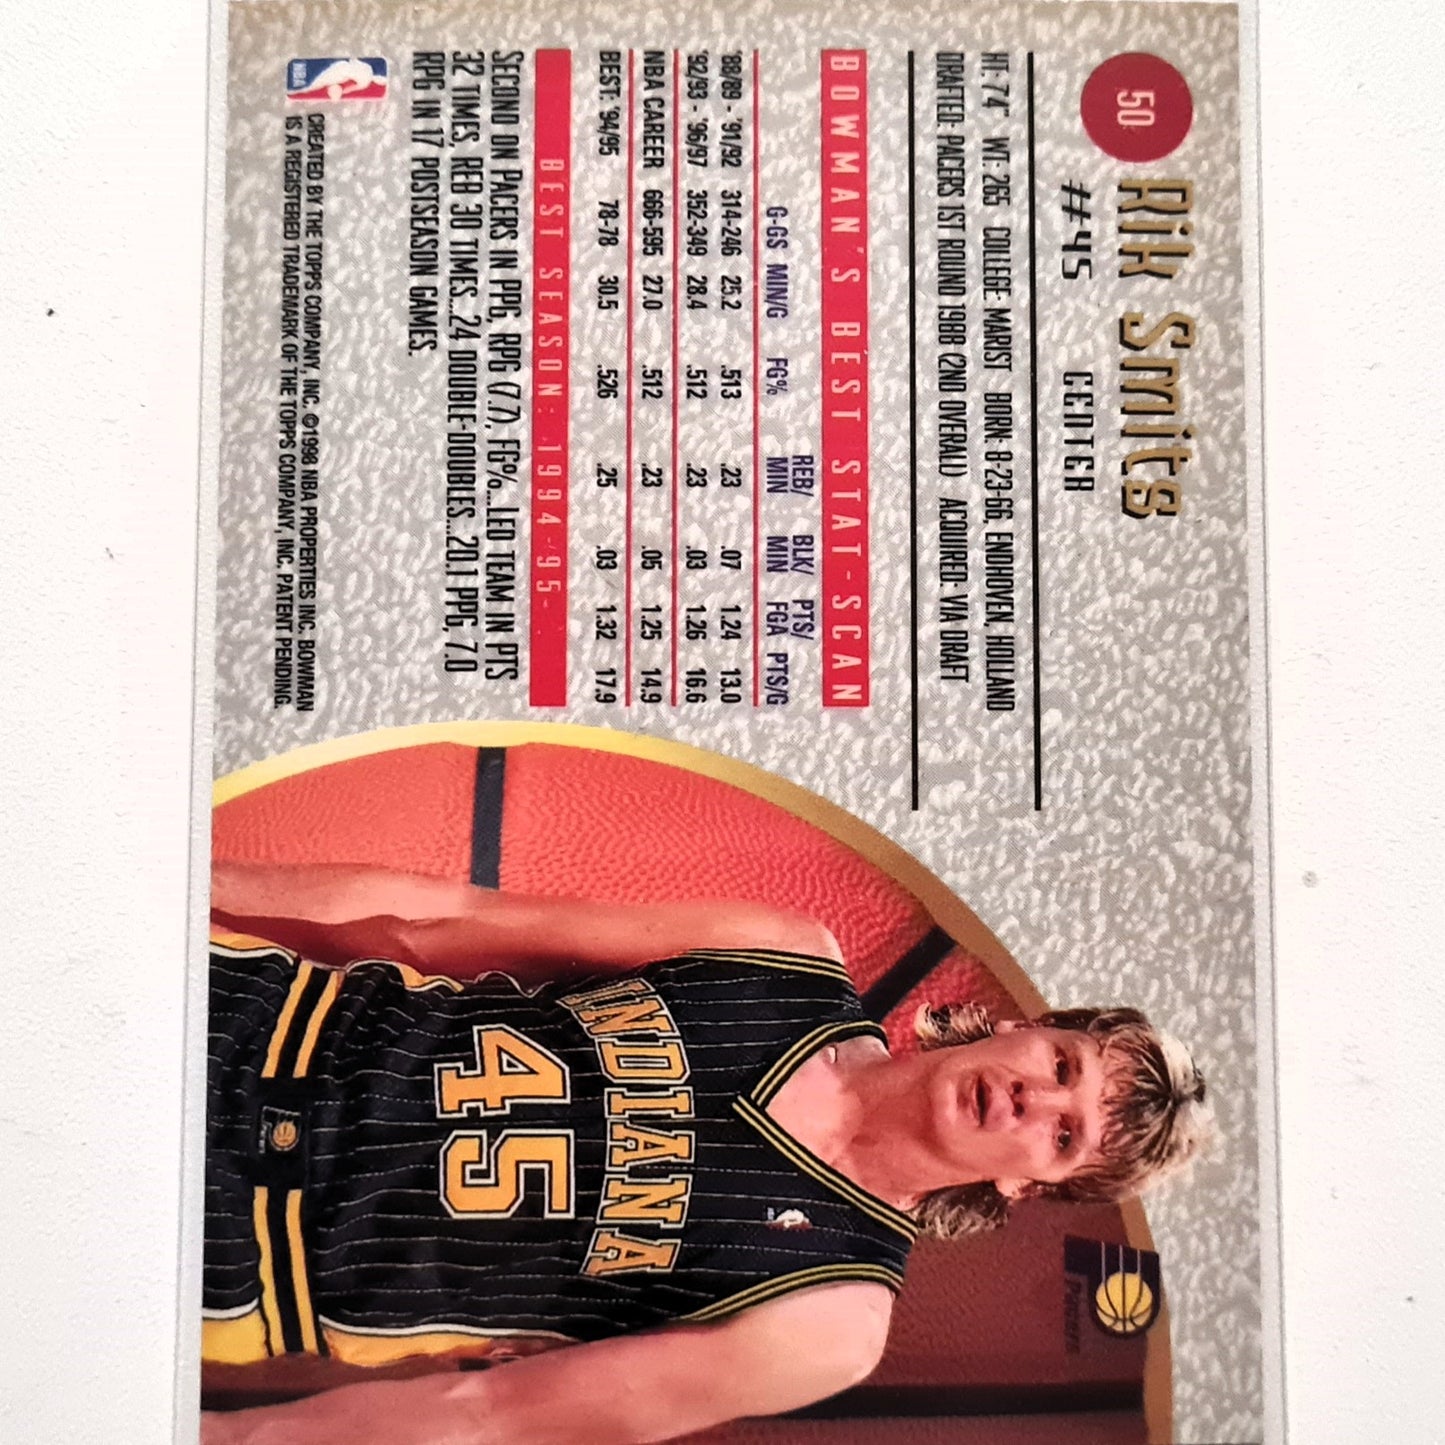 50
Rik Smits
#45 CENTER
HT: 7'4" WT: 265 COLLEGE: MARIST BORN: 8-23-66, ENDHOVEN, HOLLAND
DRAFTED: PACERS 1ST ROUND 1988 (2ND OVERALL) ACQUIRED: VIA DRAFT
BOWMAN'S BEST STAT-SCAN
G-GS MIN/G FG% REB/MIN BLK/MIN PTS/FGA PTS/G
'88/89 - '91/92 314-246 25.2 .513 .23 .07 1.24 13.0
'92/93 - '96/97 352-349 28.4 .512 .23 .03 1.26 16.6
NBA CAREER 666-595 27.0 .512 .23 .05 1.25 14.9
BEST: '94/95 78-78 30.5 .526 .25 .03 1.32 17.9
BEST SEASON: 1994-95-
SECOND ON PACERS IN PPG, RPG (7.7), FG%...LED TEAM IN PTS
32 TIMES, REB 30 TIMES...24 DOUBLE-DOUBLES...20.1 PPG, 7.0
RPG IN 17 POSTSEASON GAMES.
NBA
CREATED BY THE TOPPS COMPANY, INC. ©1998 NBA PROPERTIES INC. BOWMAN
IS A REGISTERED TRADEMARK OF THE TOPPS COMPANY, INC. PATENT PENDING.
INDIANA
45
Pacers